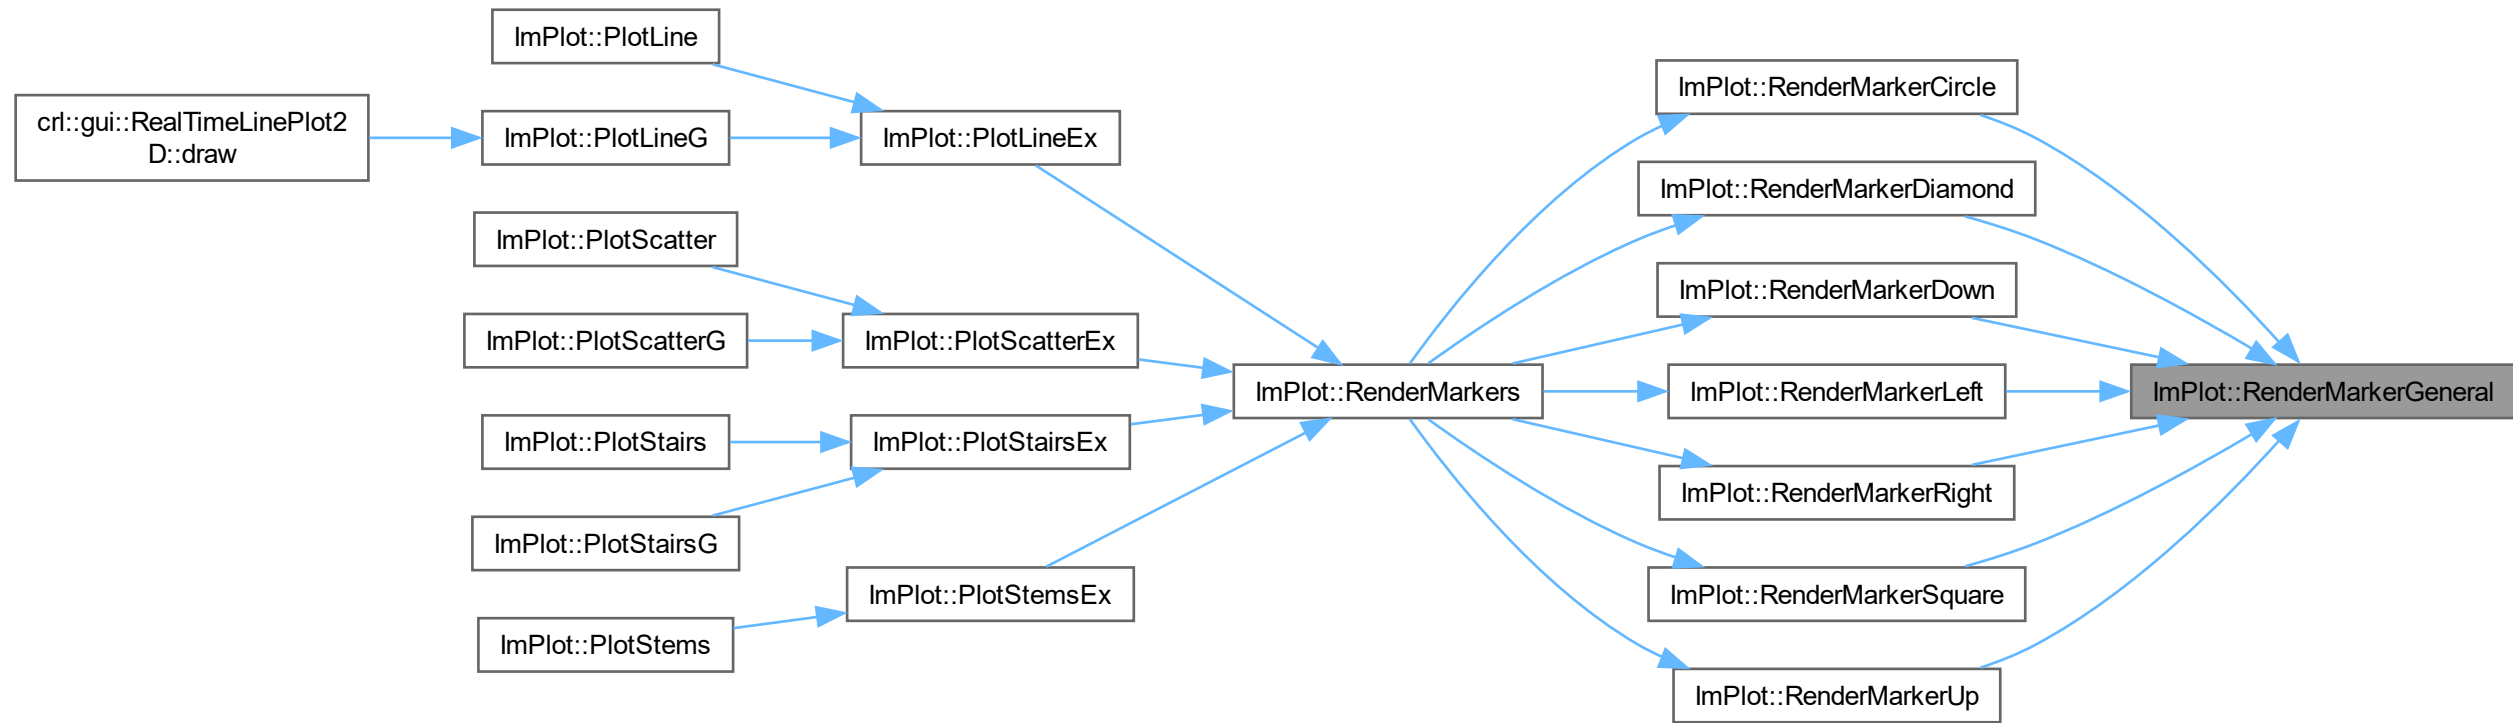 ImPlot::PlotLine
crl::gui::RealTimeLinePlot2
D::draw
ImPlot::PlotLineG
ImPlot::PlotLineEx
ImPlot::PlotScatter
ImPlot::PlotScatterG
ImPlot::PlotScatterEx
ImPlot::PlotStairs
ImPlot::PlotStairsEx
ImPlot::PlotStairsG
ImPlot::PlotStemsEx
ImPlot::PlotStems
ImPlot::RenderMarkers
ImPlot::RenderMarkerCircle
ImPlot::RenderMarkerDiamond
ImPlot::RenderMarkerDown
ImPlot::RenderMarkerLeft
ImPlot::RenderMarkerRight
ImPlot::RenderMarkerSquare
ImPlot::RenderMarkerUp
ImPlot::RenderMarkerGeneral